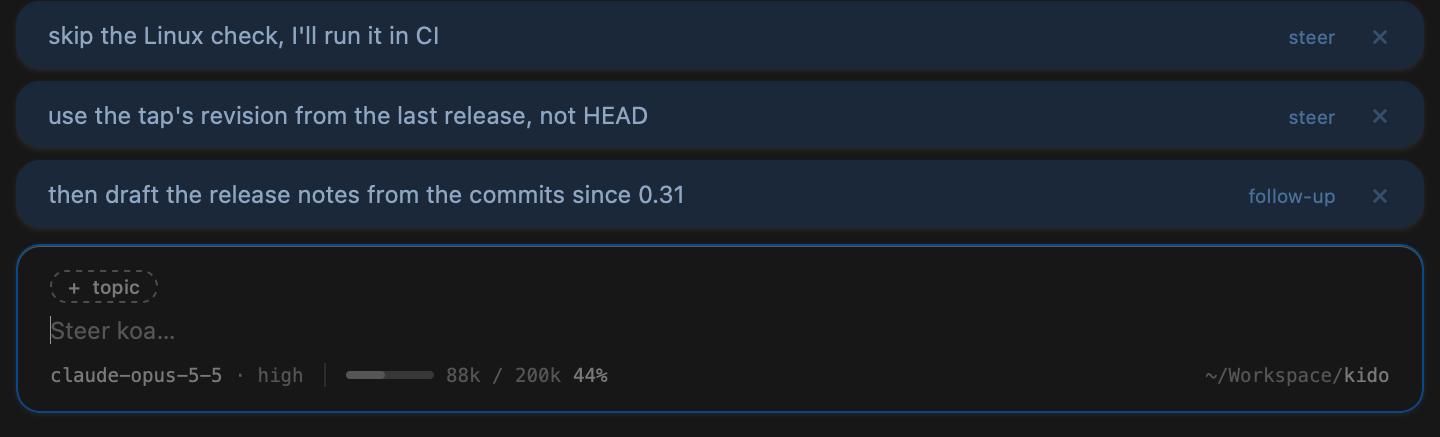 skip the Linux check, I'll run it in CI steer ×
use the tap's revision from the last release, not HEAD steer ×
then draft the release notes from the commits since 0.31 follow-up ×
+ topic
Steer koa...
claude-opus-5-5 · high 88k / 200k 44% ~/Workspace/kido